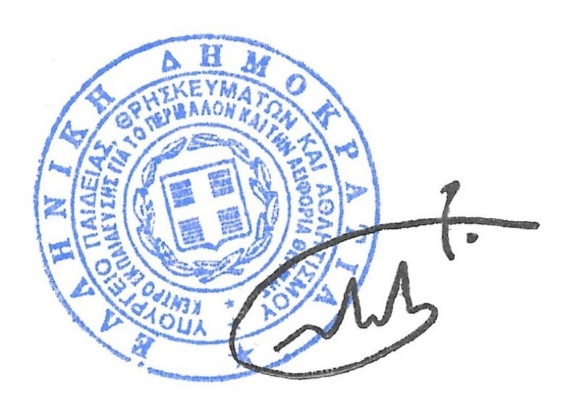 ΕΛΛΗΝΙΚΗ ΔΗΜΟΚΡΑΤΙΑ
ΥΠΟΥΡΓΕΙΟ ΠΑΙΔΕΙΑΣ, ΘΡΗΣΚΕΥΜΑΤΩΝ ΚΑΙ ΑΘΛΗΤΙΣΜΟΥ
ΚΕΝΤΡΟ ΕΚΠΑΙΔΕΥΣΗΣ ΓΙΑ ΤΟ ΠΕΡΙΒΑΛΛΟΝ ΚΑΙ ΤΗΝ ΑΕΙΦΟΡΙΑ